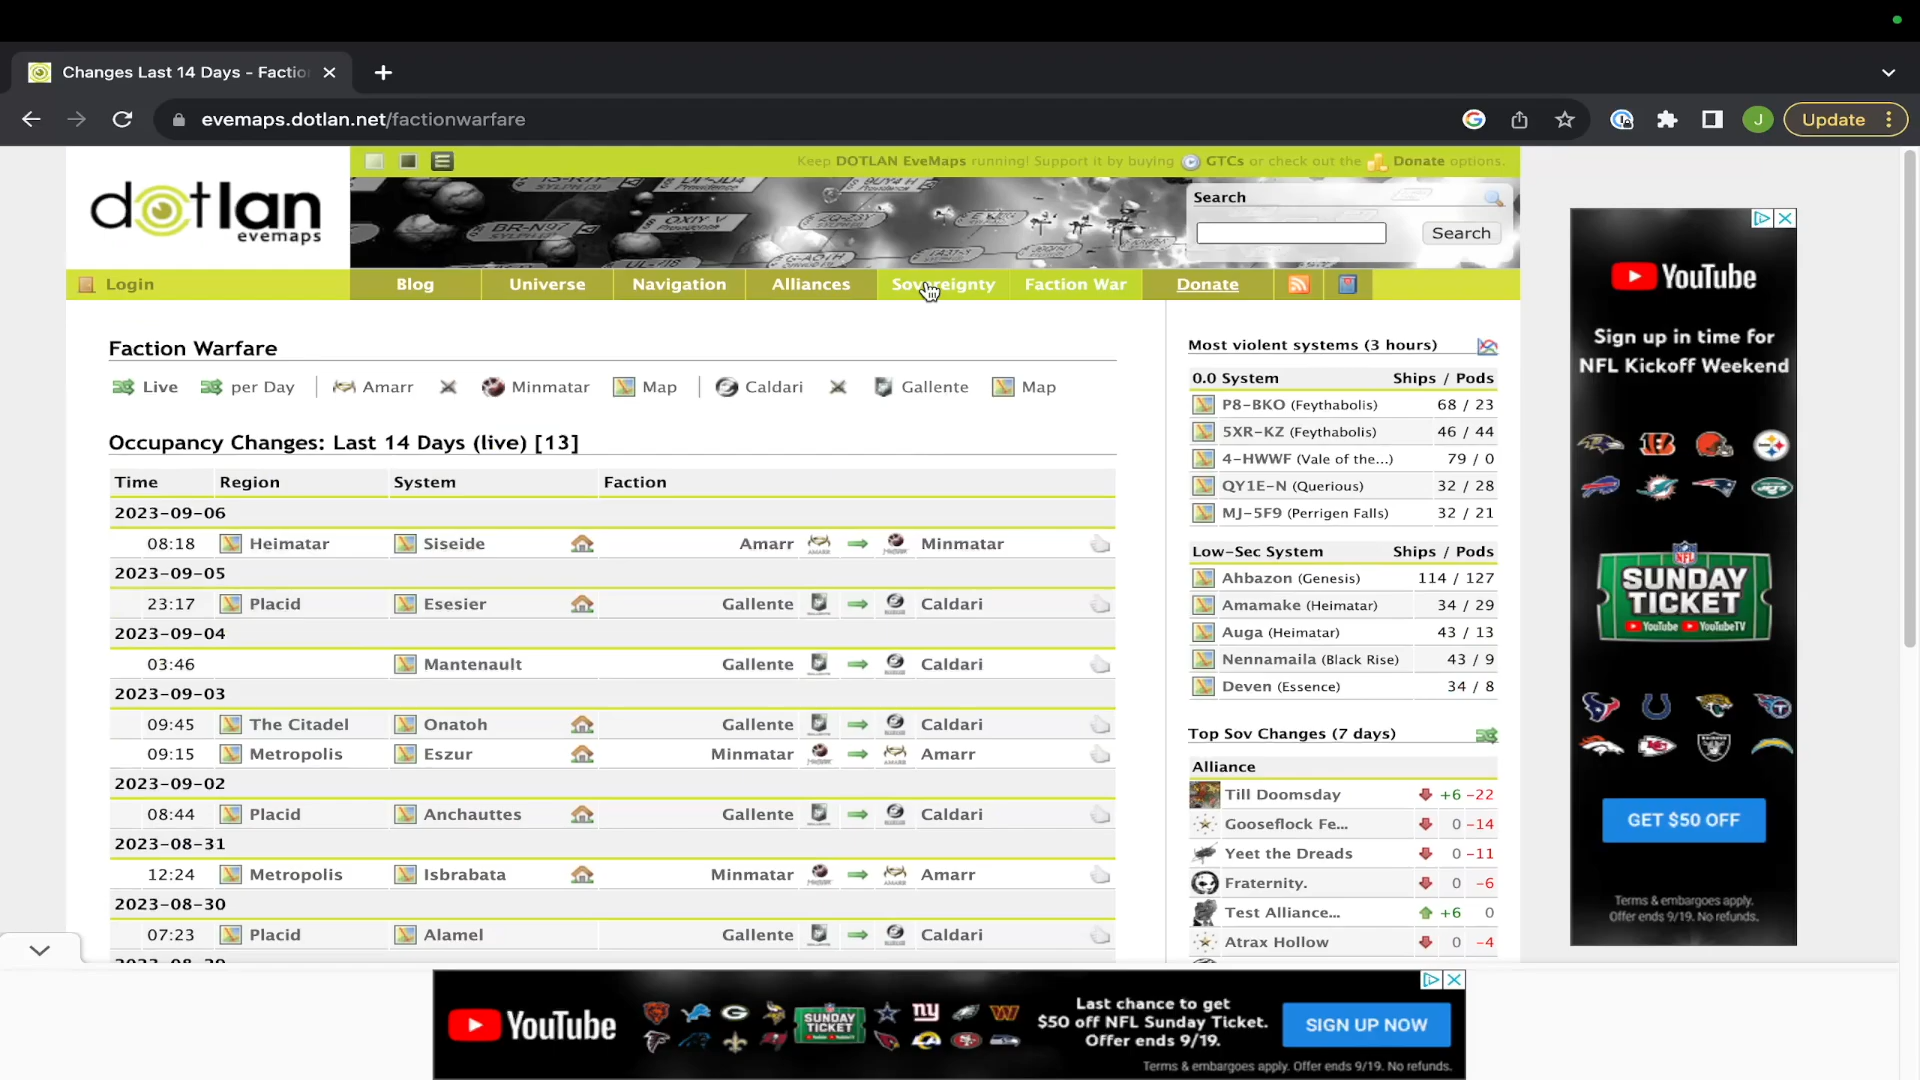 Changes Last 14 Days - Factio
evemaps.dotlan.net/factionwarfare
J
Update
Keep DOTLAN EveMaps running! Support it by buying GTCs or check out the Donate options.
dotlan
evemaps
BR-N97
OXIY V
Search
Search
Login
Blog
Universe
Navigation
Alliances
Sovereignty
Faction War
Donate
Faction Warfare
Live per Day Amarr Minmatar Map Caldari Gallente Map
Occupancy Changes: Last 14 Days (live) [13]
Time Region System Faction
2023-09-06
08:18 Heimatar Siseide Amarr Minmatar
2023-09-05
23:17 Placid Esesier Gallente Caldari
2023-09-04
03:46 Mantenault Gallente Caldari
2023-09-03
09:45 The Citadel Onatoh Gallente Caldari
09:15 Metropolis Eszur Minmatar Amarr
2023-09-02
08:44 Placid Anchauttes Gallente Caldari
2023-08-31
12:24 Metropolis Isbrabata Minmatar Amarr
2023-08-30
07:23 Placid Alamel Gallente Caldari
Most violent systems (3 hours)
0.0 System Ships / Pods
P8-BKO (Feythabolis) 68 / 23
5XR-KZ (Feythabolis) 46 / 44
4-HWWF (Vale of the...) 79 / 0
QY1E-N (Querious) 32 / 28
MJ-5F9 (Perrigen Falls) 32 / 21
Low-Sec System Ships / Pods
Ahbazon (Genesis) 114 / 127
Amamake (Heimatar) 34 / 29
Auga (Heimatar) 43 / 13
Nennamaila (Black Rise) 43 / 9
Deven (Essence) 34 / 8
Top Sov Changes (7 days)
Alliance
Till Doomsday +6 -22
Gooseflock Fe... 0 -14
Yeet the Dreads 0 -11
Fraternity. 0 -6
Test Alliance... +6 0
Atrax Hollow 0 -4
YouTube
Sign up in time for
NFL Kickoff Weekend
NFL
SUNDAY
TICKET
YouTube YouTubeTV
GET $50 OFF
Terms & embargoes apply.
Offer ends 9/19. No refunds.
YouTube
SUNDAY
TICKET
Last chance to get
$50 off NFL Sunday Ticket.
Offer ends 9/19.
SIGN UP NOW
Terms & embargoes apply. Offer ends 9/19. No refunds.